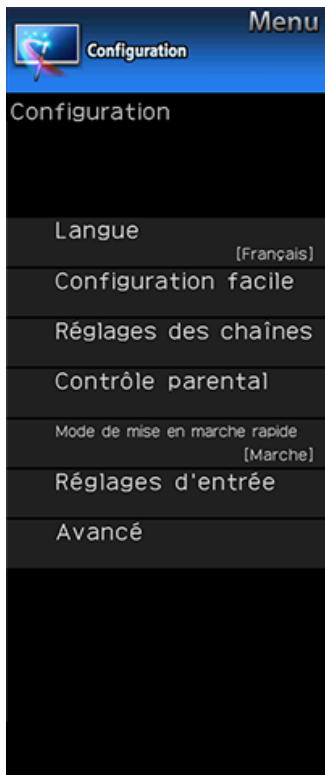 Menu
Configuration
Configuration
Langue
[Français]
Configuration facile
Réglages des chaînes
Contrôle parental
Mode de mise en marche rapide
[Marche]
Réglages d'entrée
Avancé